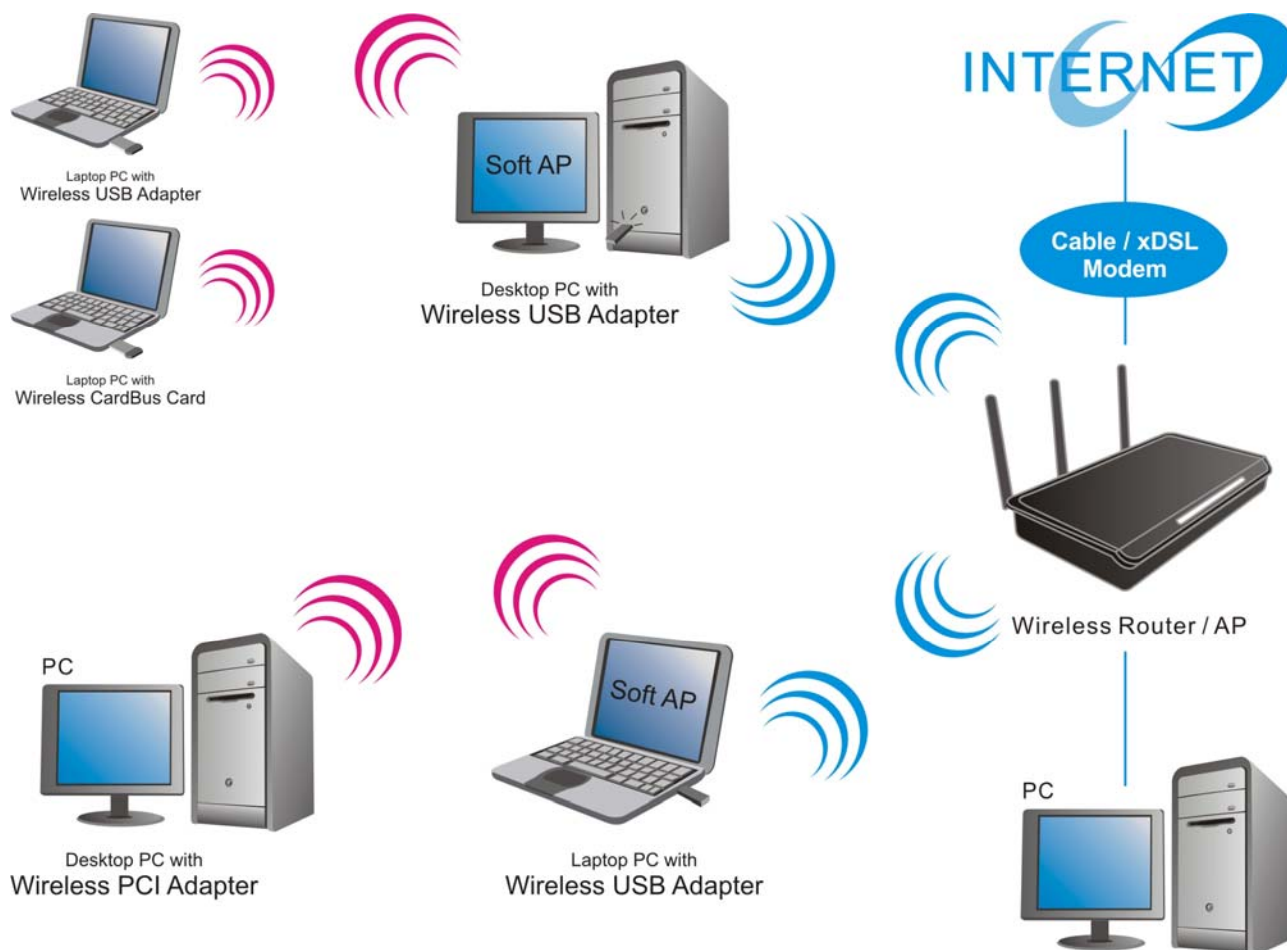 INTERNET
Soft AP
Laptop PC with
Wireless USB Adapter
Cable / xDSL
Modem
Desktop PC with
Wireless USB Adapter
Laptop PC with
Wireless CardBus Card
Wireless Router / AP
PC
Soft AP
PC
Desktop PC with
Wireless PCI Adapter
Laptop PC with
Wireless USB Adapter